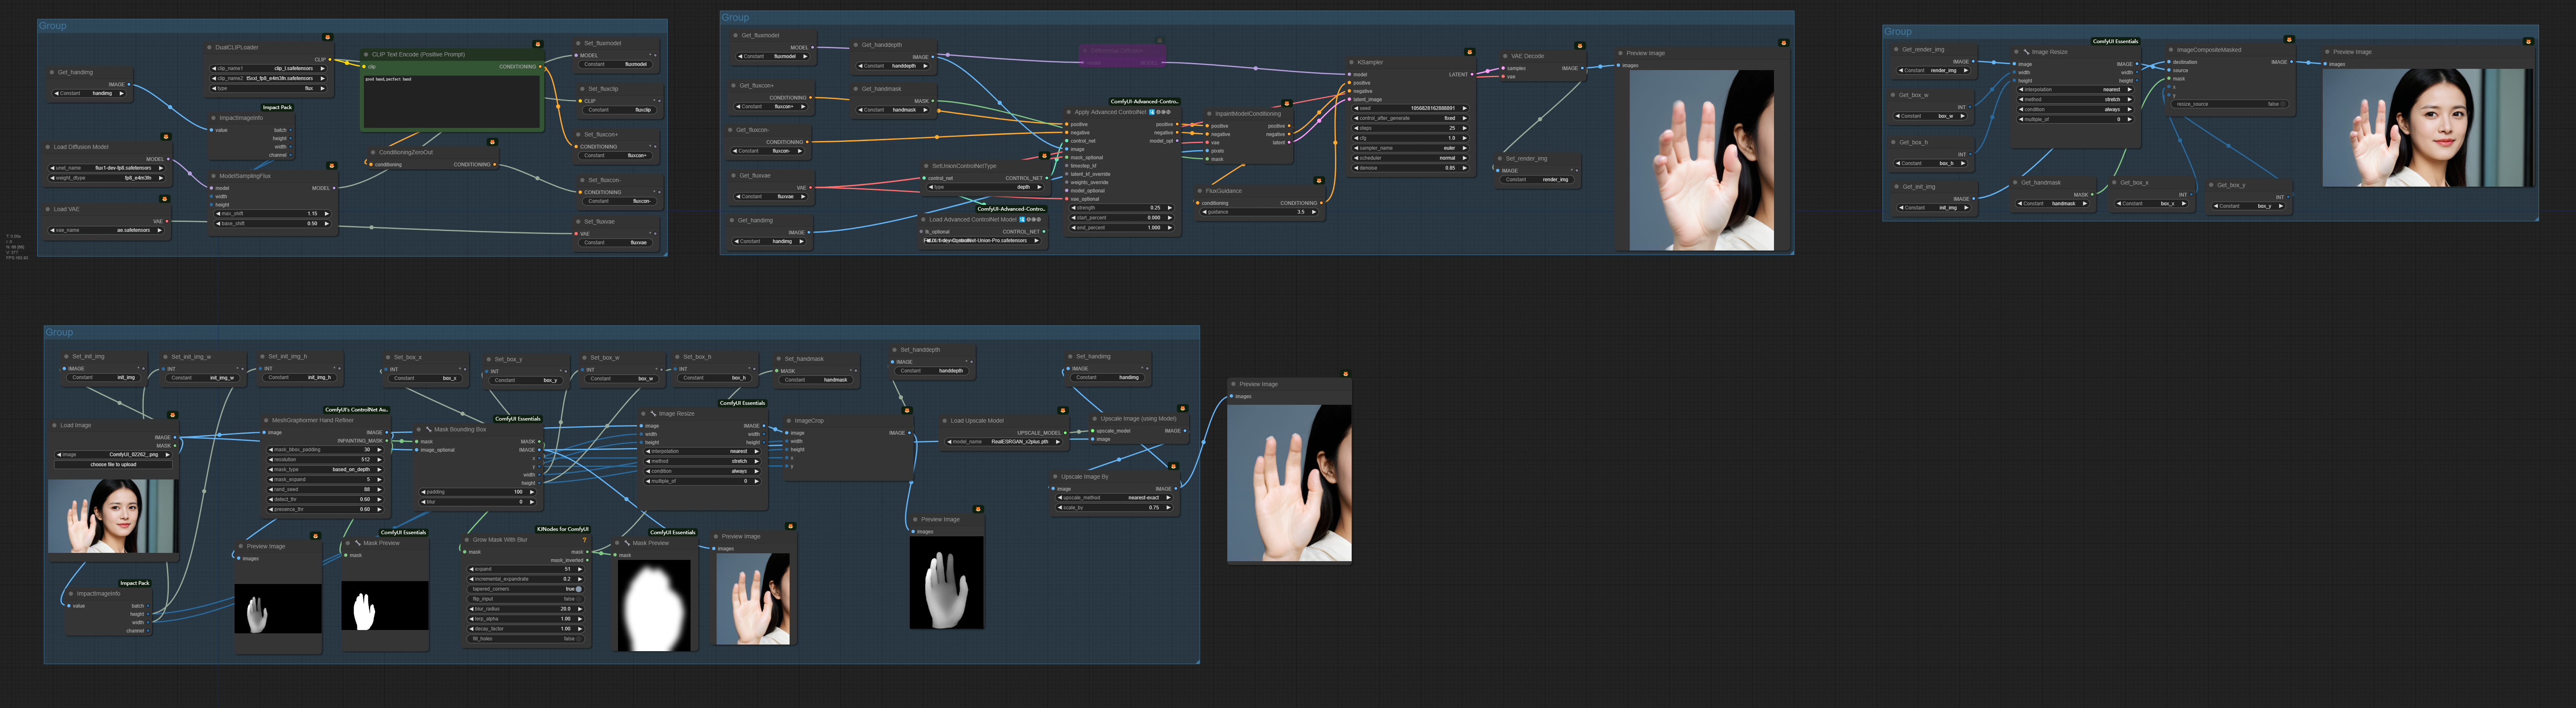 Group
Get_handimg
IMAGE
Constant handimg
DualCLIPLoader
CLIP
clip_name1 clip_l.safetensors
clip_name2 t5xxl_fp8_e4m3fn.safetensors
type flux
CLIP Text Encode (Positive Prompt)
clip CONDITIONING
good hand,perfect hand
Set_fluxmodel
MODEL
Constant fluxmodel
Set_fluxclip
CLIP
Constant fluxclip
Set_fluxcon+
CONDITIONING
Constant fluxcon+
Set_fluxcon-
CONDITIONING
Constant fluxcon-
Set_fluxvae
VAE
Constant fluxvae
Impact Pack
ImpactImageInfo
value batch
height
width
channel
Load Diffusion Model
MODEL
unet_name flux1-dev-fp8.safetensors
weight_dtype fp8_e4m3fn
ConditioningZeroOut
conditioning CONDITIONING
ModelSamplingFlux
model MODEL
width
height
max_shift 1.15
base_shift 0.50
Load VAE
VAE
vae_name ae.safetensors
Group
Get_fluxmodel
MODEL
Constant fluxmodel
Get_handdepth
IMAGE
Constant handdepth
Get_fluxcon+
CONDITIONING
Constant fluxcon+
Get_handmask
MASK
Constant handmask
Get_fluxcon-
CONDITIONING
Constant fluxcon-
Get_fluxvae
VAE
Constant fluxvae
Get_handimg
IMAGE
Constant handimg
SetUnionControlNetType
control_net CONTROL_NET
type depth
ComfyUI-Advanced-Contro..
Load Advanced ControlNet Model
tk_optional CONTROL_NET
ComfyUI-Advanced-Contro..
Apply Advanced ControlNet
positive positive
negative negative
control_net model_opt
image
mask_optional
timestep_kf
latent_kf_override
weights_override
model_optional
vae_optional
strength 0.25
start_percent 0.000
end_percent 1.000
InpaintModelConditioning
positive positive
negative negative
vae latent
pixels
mask
FluxGuidance
conditioning CONDITIONING
guidance 3.5
KSampler
model LATENT
positive
negative
latent_image
seed
control_after_generate fixed
steps 25
cfg 1.0
sampler_name euler
scheduler normal
denoise 0.85
VAE Decode
samples IMAGE
vae
Set_render_img
IMAGE
Constant render_img
Preview Image
images
Group
Get_render_img
IMAGE
Constant render_img
Get_box_w
INT
Constant box_w
Get_box_h
INT
Constant box_h
Get_init_img
IMAGE
Constant init_img
ComfyUI Essentials
Image Resize
image IMAGE
width width
height height
interpolation nearest
method stretch
condition always
multiple_of 0
Get_handmask
MASK
Constant handmask
Get_box_x
INT
Constant box_x
Get_box_y
INT
Constant box_y
ImageCompositeMasked
destination IMAGE
source
mask
x
y
resize_source false
Preview Image
images
Group
Set_init_img
IMAGE
Constant init_img
Set_init_img_w
INT
Constant init_img_w
Set_init_img_h
INT
Constant init_img_h
Set_box_x
INT
Constant box_x
Set_box_y
INT
Constant box_y
Set_box_w
INT
Constant box_w
Set_box_h
INT
Constant box_h
Set_handmask
MASK
Constant handmask
Set_handdepth
IMAGE
Constant handdepth
Set_handimg
IMAGE
Constant handimg
Load Image
IMAGE
MASK
image ComfyUI_02282_.png
choose file to upload
ComfyUI's ControlNet Au..
MeshGraphormer Hand Refiner
image IMAGE
INPAINTING_MASK
mask_bbox_padding 30
resolution 512
mask_type based_on_depth
mask_expand 5
rand_seed 88
detect_thr 0.60
presence_thr 0.60
ComfyUI Essentials
Mask Bounding Box
mask MASK
image_optional IMAGE
x
y
width
height
padding 100
blur 0
ComfyUI Essentials
Image Resize
image IMAGE
width width
height height
interpolation nearest
method stretch
condition always
multiple_of 0
ImageCrop
image IMAGE
width
height
x
y
Load Upscale Model
UPSCALE_MODEL
model_name RealESRGAN_x2plus.pth
Upscale Image (using Model)
upscale_model IMAGE
image
Upscale Image By
image IMAGE
upscale_method nearest-exact
scale_by 0.75
Preview Image
images
Impact Pack
ImpactImageInfo
value batch
height
width
channel
Preview Image
images
ComfyUI Essentials
Mask Preview
mask
KJNodes for ComfyUI
Grow Mask With Blur
mask mask
mask_inverted
expand 51
incremental_expandrate 0.2
tapered_corners true
flip_input false
blur_radius 20.0
lerp_alpha 1.00
decay_factor 1.00
fill_holes false
ComfyUI Essentials
Mask Preview
mask
Preview Image
images
Preview Image
images